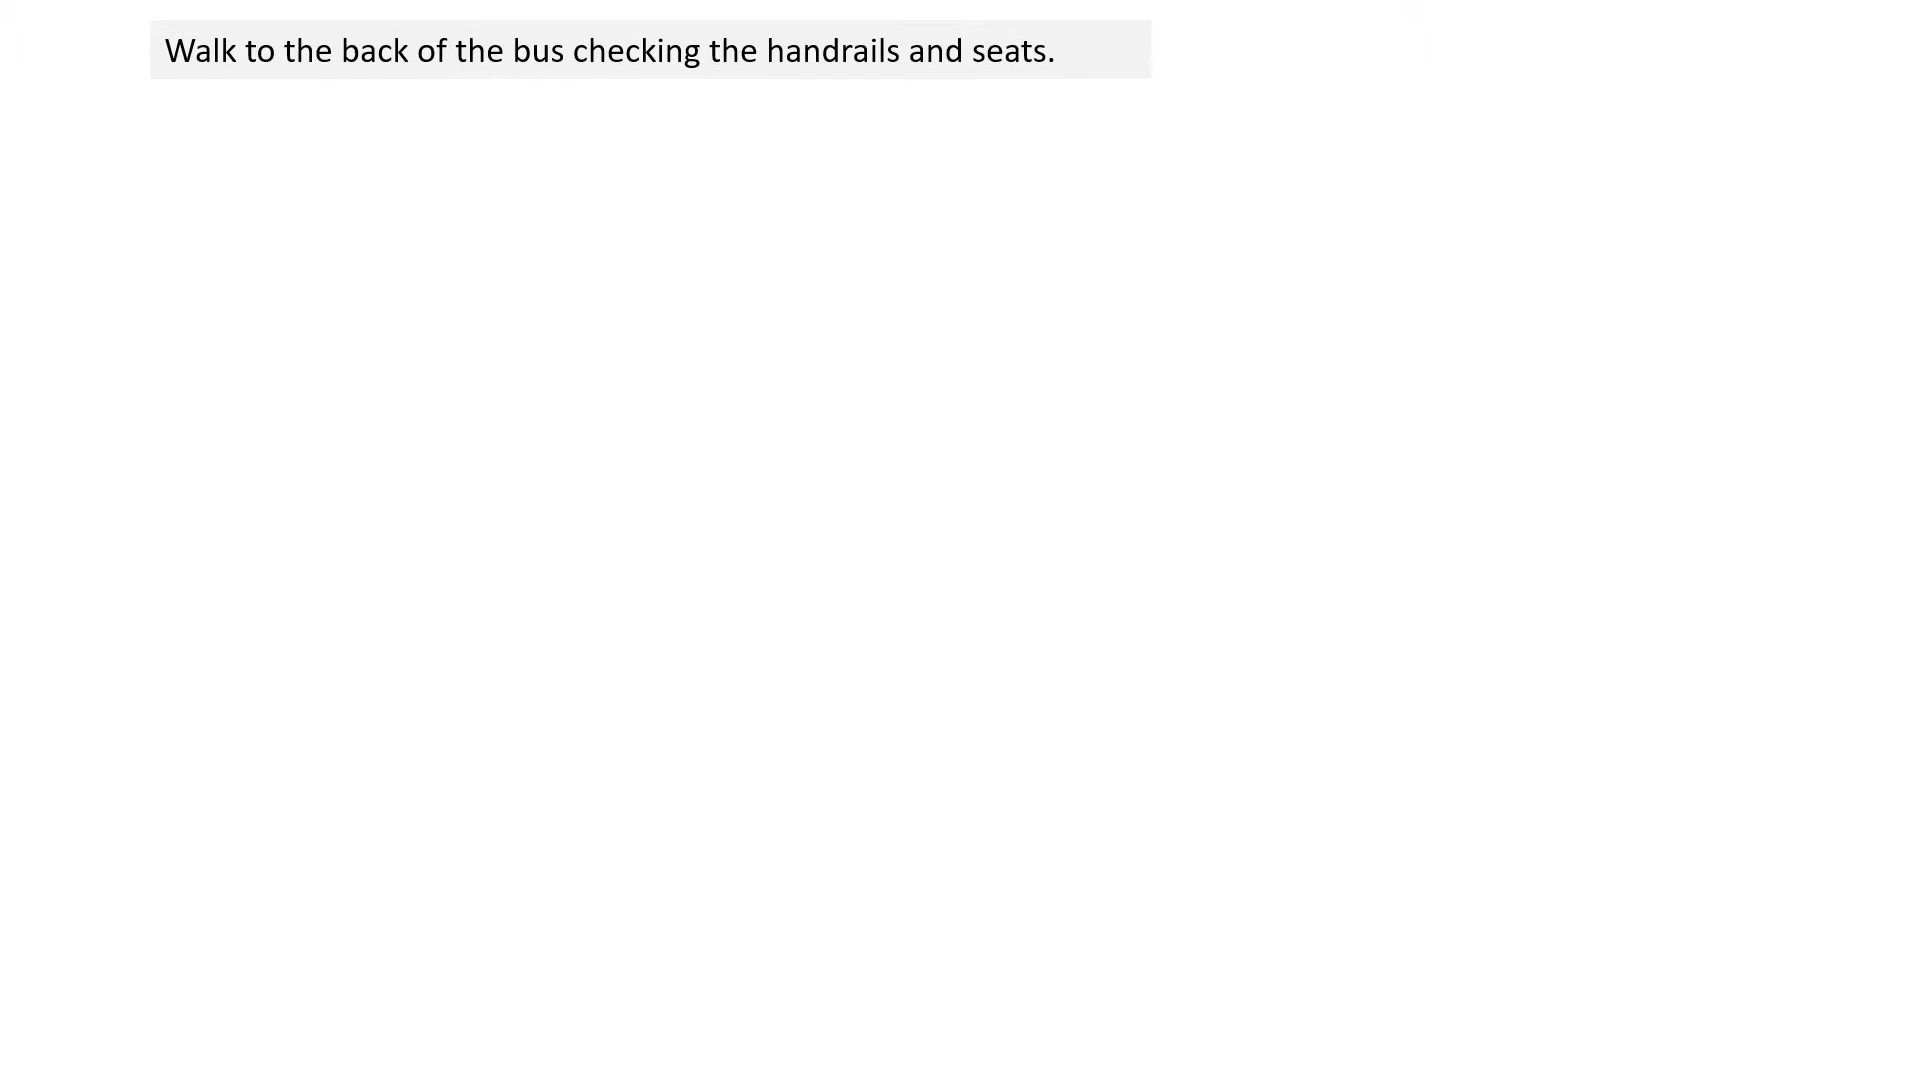 Walk to the back of the bus checking the handrails and seats.